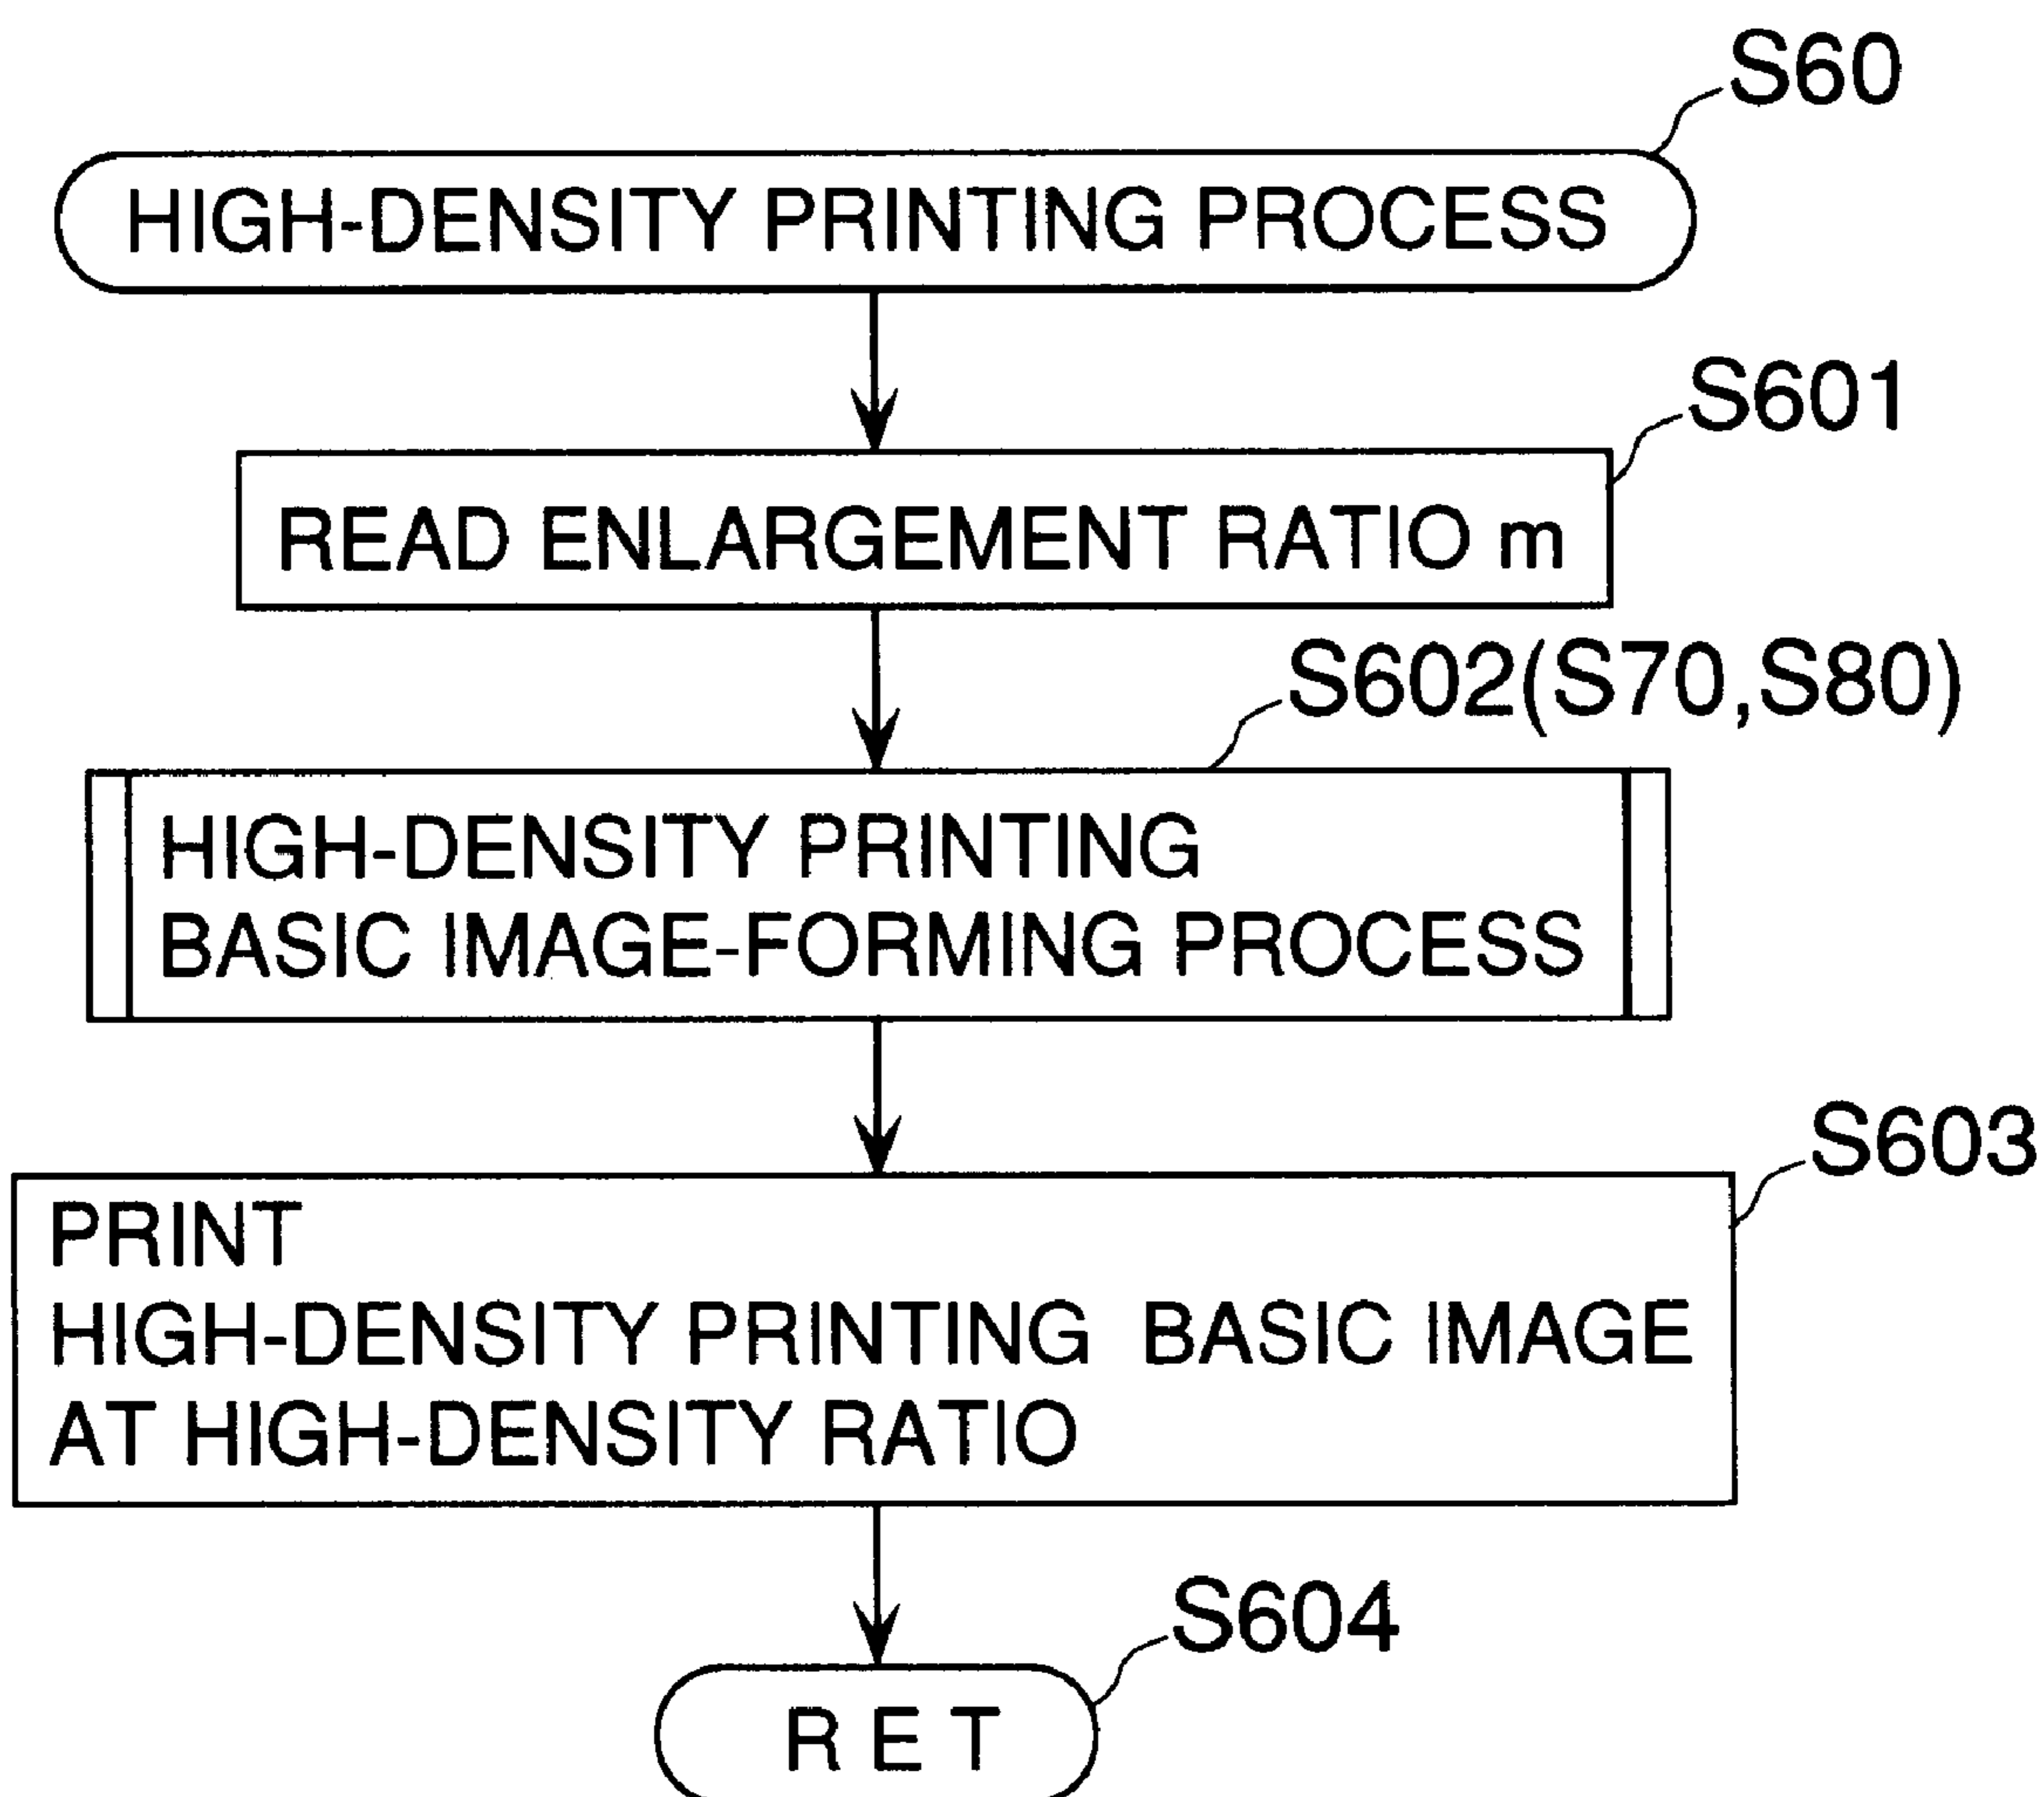 S60
HIGH-DENSITY PRINTING PROCESS
S601
READ ENLARGEMENT RATIO m
S602(S70,S80)
HIGH-DENSITY PRINTING
BASIC IMAGE-FORMING PROCESS
S603
PRINT
HIGH-DENSITY PRINTING BASIC IMAGE
AT HIGH-DENSITY RATIO
S604
RET